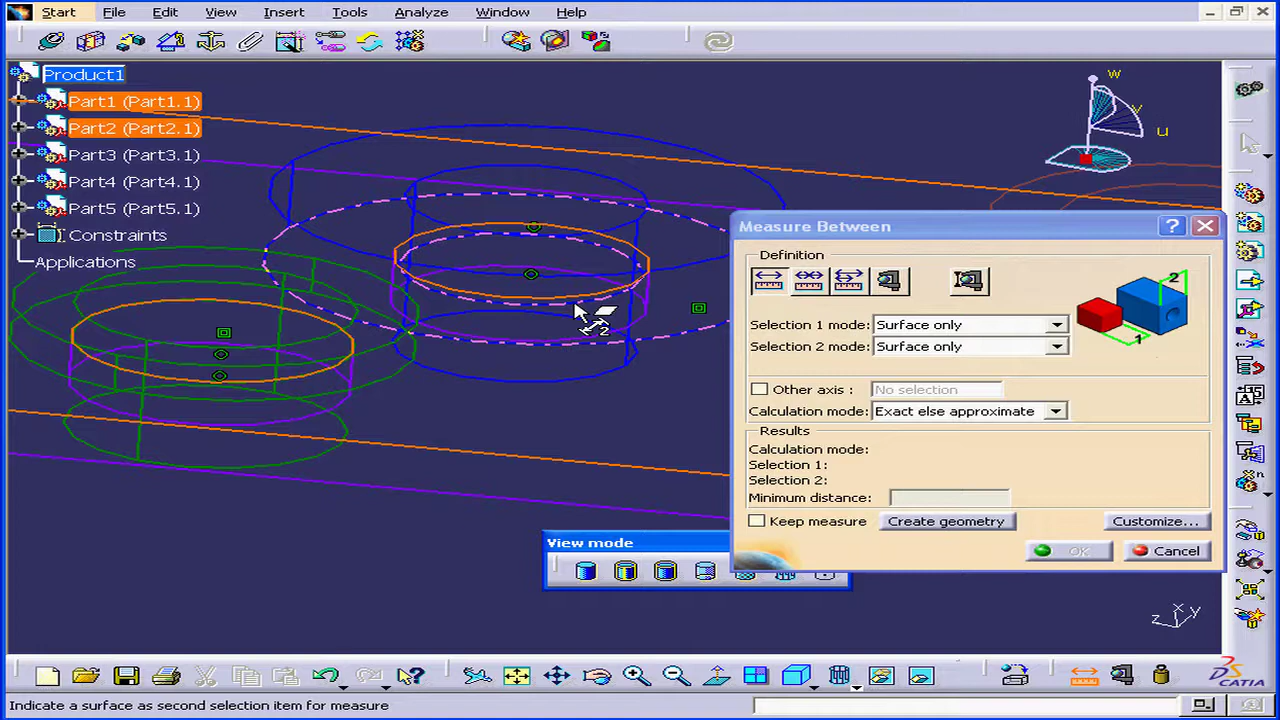 Start File Edit View Insert Tools Analyze Window Help
Product1
Part1 (Part1.1)
Part2 (Part2.1)
Part3 (Part3.1)
Part4 (Part4.1)
Part5 (Part5.1)
Constraints
Applications
w
v
u
Measure Between
Definition
Selection 1 mode: Surface only
Selection 2 mode: Surface only
2
1
Other axis : No selection
Calculation mode: Exact else approximate
Results
Calculation mode:
Selection 1:
Selection 2:
Minimum distance:
Keep measure Create geometry Customize...
OK Cancel
View mode
z x y
CATIA
Indicate a surface as second selection item for measure